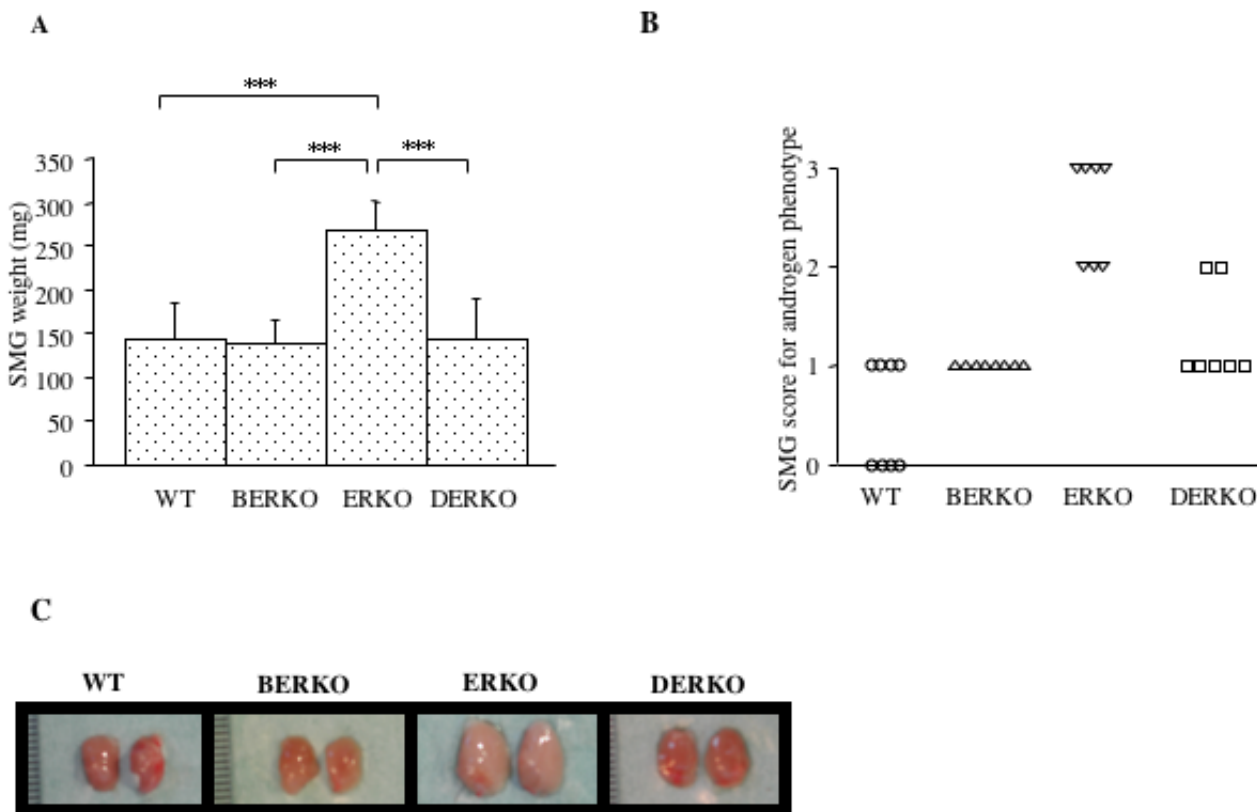 A
B
***
*** ***
SMG weight (mg)
350
300
250
200
150
100
50
0
WT BERKO ERKO DERKO
SMG score for androgen phenotype
3
2
1
0
WT BERKO ERKO DERKO
C
WT BERKO ERKO DERKO